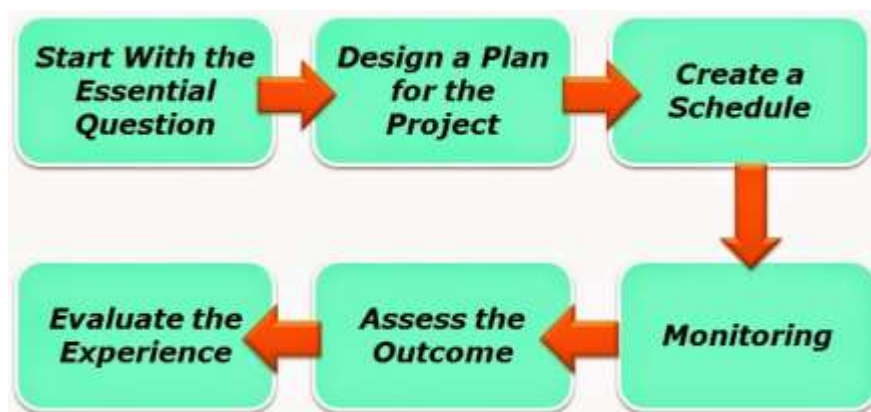 Start With the
Essential
Question
Design a Plan
for the
Project
Create a
Schedule
Monitoring
Assess the
Outcome
Evaluate the
Experience